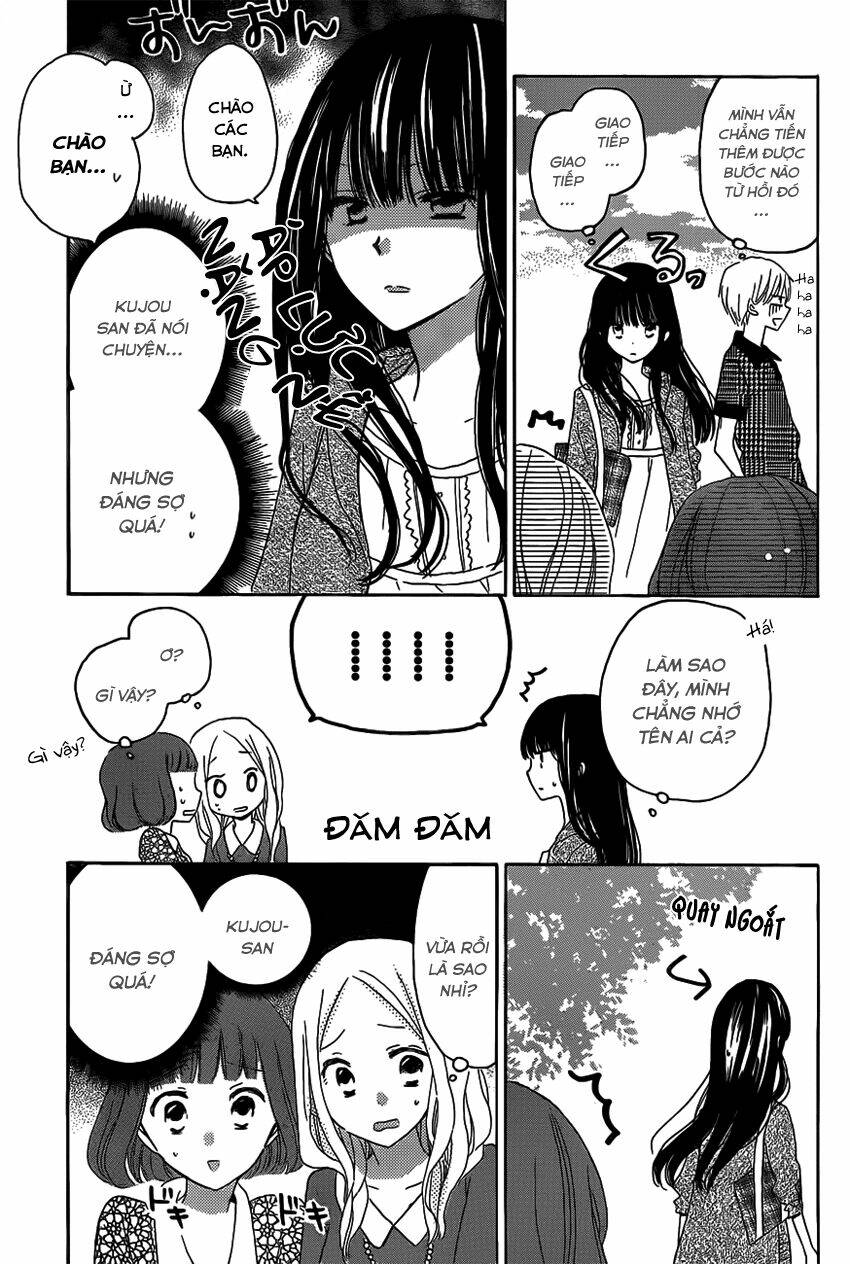 MÌNH VẪN
CHẲNG TIẾN
THÊM ĐƯỢC
BƯỚC NÀO
TỪ HỒI ĐÓ
...
GIAO
TIẾP
...
GIAO
TIẾP
...
くるっ
Ha
ha
ha
ha
おんおん
CHÀO
CÁC
BẠN.
Ừ
...
CHÀO
BẠN...
ÁP LỰC
NẶNG NỀ
KUJOU
SAN ĐÃ NÓI
CHUYỆN...
NHƯNG
ĐÁNG SỢ
QUÁ!
Há!
LÀM SAO
ĐÂY, MÌNH
CHẲNG NHỚ
TÊN AI CẢ?
Ơ?
GÌ VẬY?
Gì vậy?
ĐĂM ĐĂM
QUAY NGOẮT
VỪA RỒI
LÀ SAO
NHỈ?
KUJOU-
SAN
ĐÁNG SỢ
QUÁ!
ドキ
ドキ